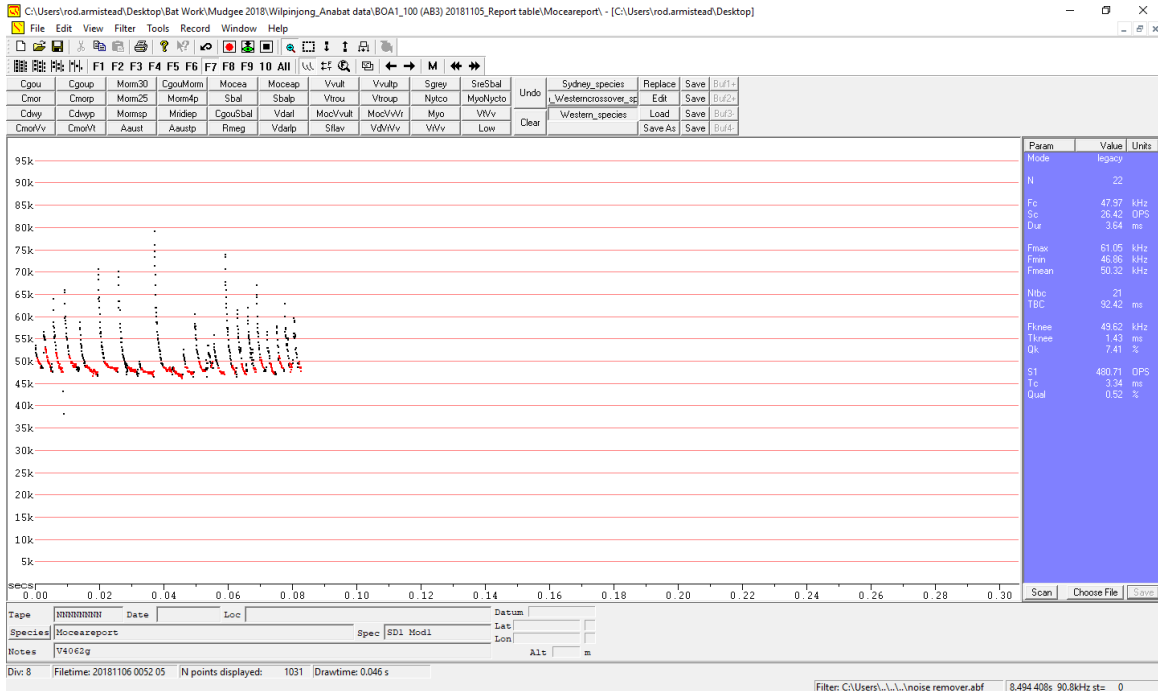 C:\Users\rod.armistead\Desktop\Bat Work\Mudgee 2018\Wilpinjong_Anabat data\BOA1_100 (AB3) 20181105_Report table\Moceareport\ - [C:\Users\rod.armistead\Desktop]
File Edit View Filter Tools Record Window Help
F1 F2 F3 F4 F5 F6 F7 F8 F9 10 All M
Cgou Cgoup Morm30 CgouMorm Mocea Moceap Vvult Vvultp Sgrey SreSbal Undo Sydney_species Replace Save Buf1+
Cmor Cmorp Morm25 Morm4p Sbal Sbalp Vtrou Vtroup Nytco MyoNycto _Westerncrossover_sp Edit Save Buf2+
Cdwy Cdwyp Mormsp Mridiep CgouSbal Vdarl MocVvult MocVvVr Myo VtVv Clear Western_species Load Save Buf3-
CmorVv CmorVt Aaust Aaustp Rmeg Vdarlp Sflav VdVrVv VrVv Low Save As Save Buf4-
Param Value Units
Mode legacy
N 22
Fc 47.97 kHz
Sc 26.42 OPS
Dur 3.64 ms
Fmax 61.05 kHz
Fmin 46.86 kHz
Fmean 50.32 kHz
Ntbc 21
TBC 92.42 ms
Fknee 49.62 kHz
Tknee 1.43 ms
Qk 7.41 %
S1 480.71 OPS
Tc 3.34 ms
Qual 0.52 %
95k
90k
85k
80k
75k
70k
65k
60k
55k
50k
45k
40k
35k
30k
25k
20k
15k
10k
5k
secs
0.00 0.02 0.04 0.06 0.08 0.10 0.12 0.14 0.16 0.18 0.20 0.22 0.24 0.26 0.28 0.30
Scan Choose File Save
Tape NNNNNNNN Date Loc Datum
Species Moceareport Spec SD1 Mod1 Lat
Lon
Notes V4062g Alt m
Div: 8 Filetime: 20181106 0052 05 N points displayed: 1031 Drawtime: 0.046 s
Filter: C:\Users\..\..\..\noise remover.abf 8.494 408s 90.8kHz st= 0